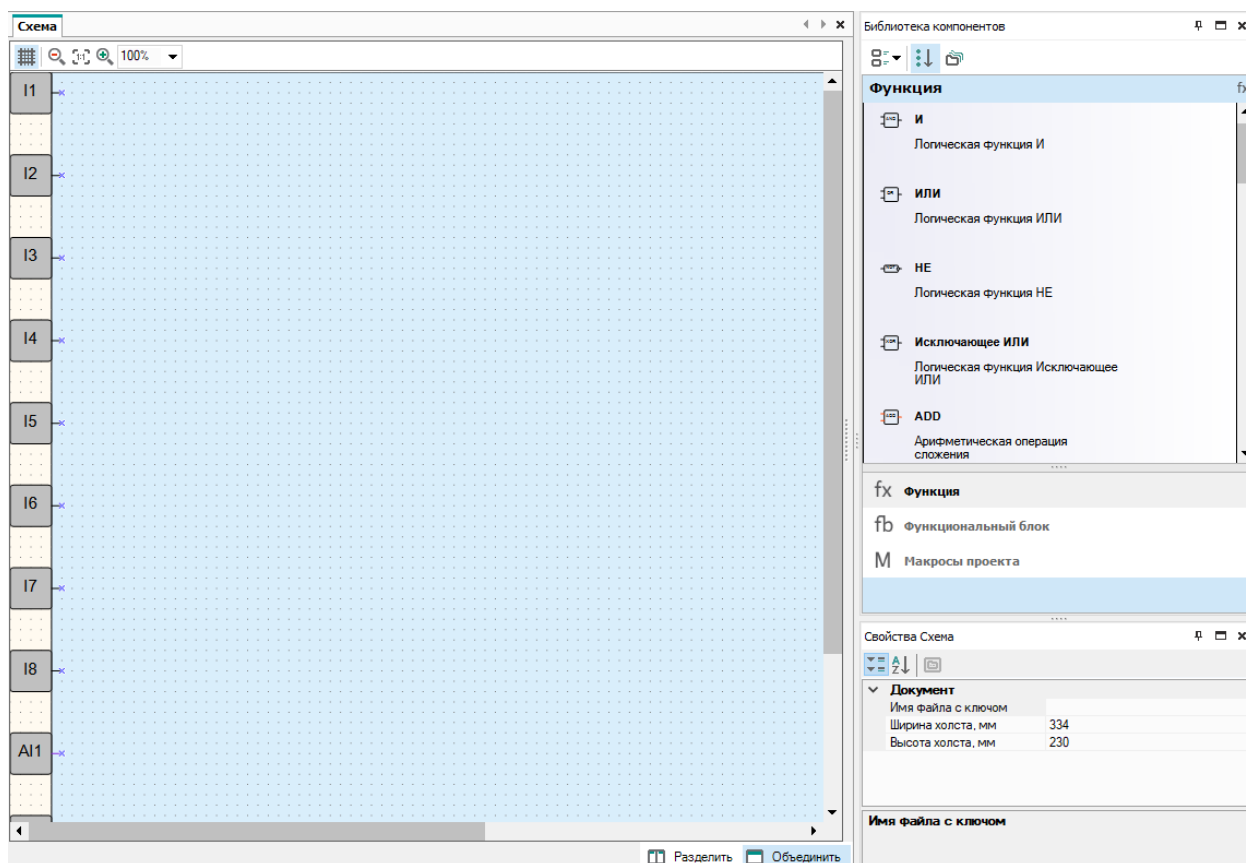 Схема
100%
I1
I2
I3
I4
I5
I6
I7
I8
AI1
Разделить
Объединить
Библиотека компонентов
Функция
И
Логическая функция И
ИЛИ
Логическая функция ИЛИ
НЕ
Логическая функция НЕ
Исключающее ИЛИ
Логическая функция Исключающее
ИЛИ
ADD
Арифметическая операция
сложения
fx Функция
fb Функциональный блок
M Макросы проекта
Свойства Схема
Документ
Имя файла с ключом
Ширина холста, мм 334
Высота холста, мм 230
Имя файла с ключом